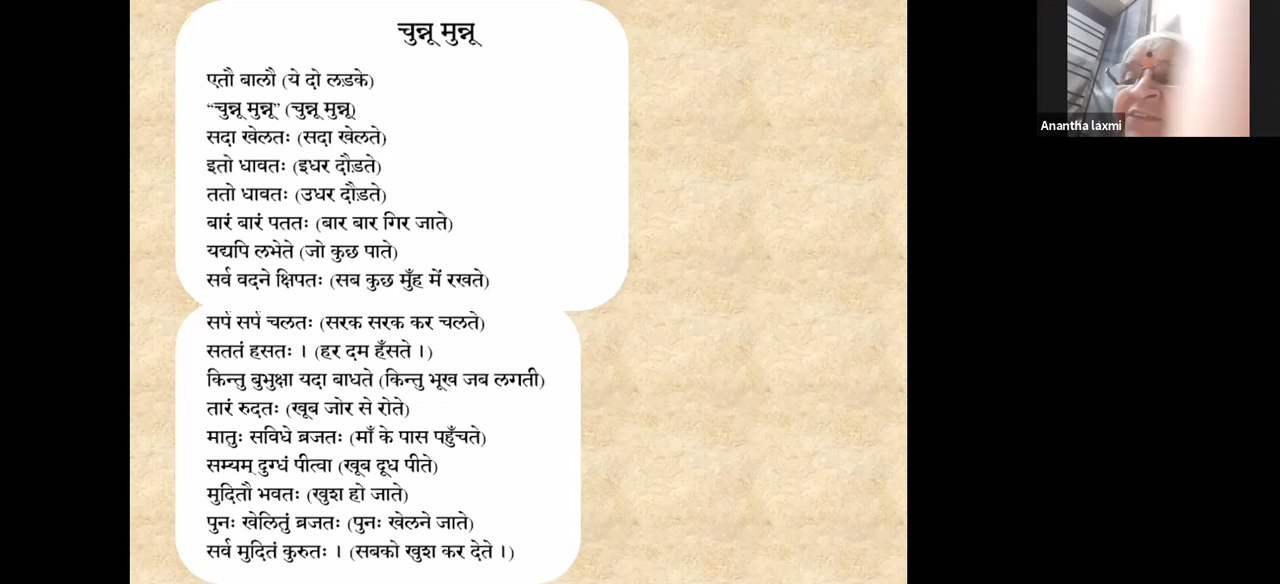 चुन्नू मुन्नू
एतौ बालौ (ये दो लडके)
“चुन्नू मुन्नू” (चुन्नू मुन्नू)
सदा खेलतः (सदा खेलते)
इतो धावतः (इधर दौडते)
ततो धावतः (उधर दौड़ते)
बारं बारं पततः (बार बार गिर जाते)
यद्यपि लभेते (जो कुछ पाते)
सर्व वदने क्षिपतः (सब कुछ मुँह में रखते)
सर्प सर्प चलतः (सरक सरक कर चलते)
सततं हसतः । (हर दम हँसते ।)
किन्तु बुभुक्षा यदा बाधते (किन्तु भूख जब लगती)
तारं रुदतः (खूब जोर से रोते)
मातुः सविधे व्रजतः (माँ के पास पहुँचते)
सम्यम् दुग्धं पीत्वा (खूब दूध पीते)
मुदितौ भवतः (खुश हो जाते)
पुनः खेलितुं व्रजतः (पुनः खेलने जाते)
सर्व मुदितं कुरुतः । (सबको खुश कर देते ।)
Anantha laxmi